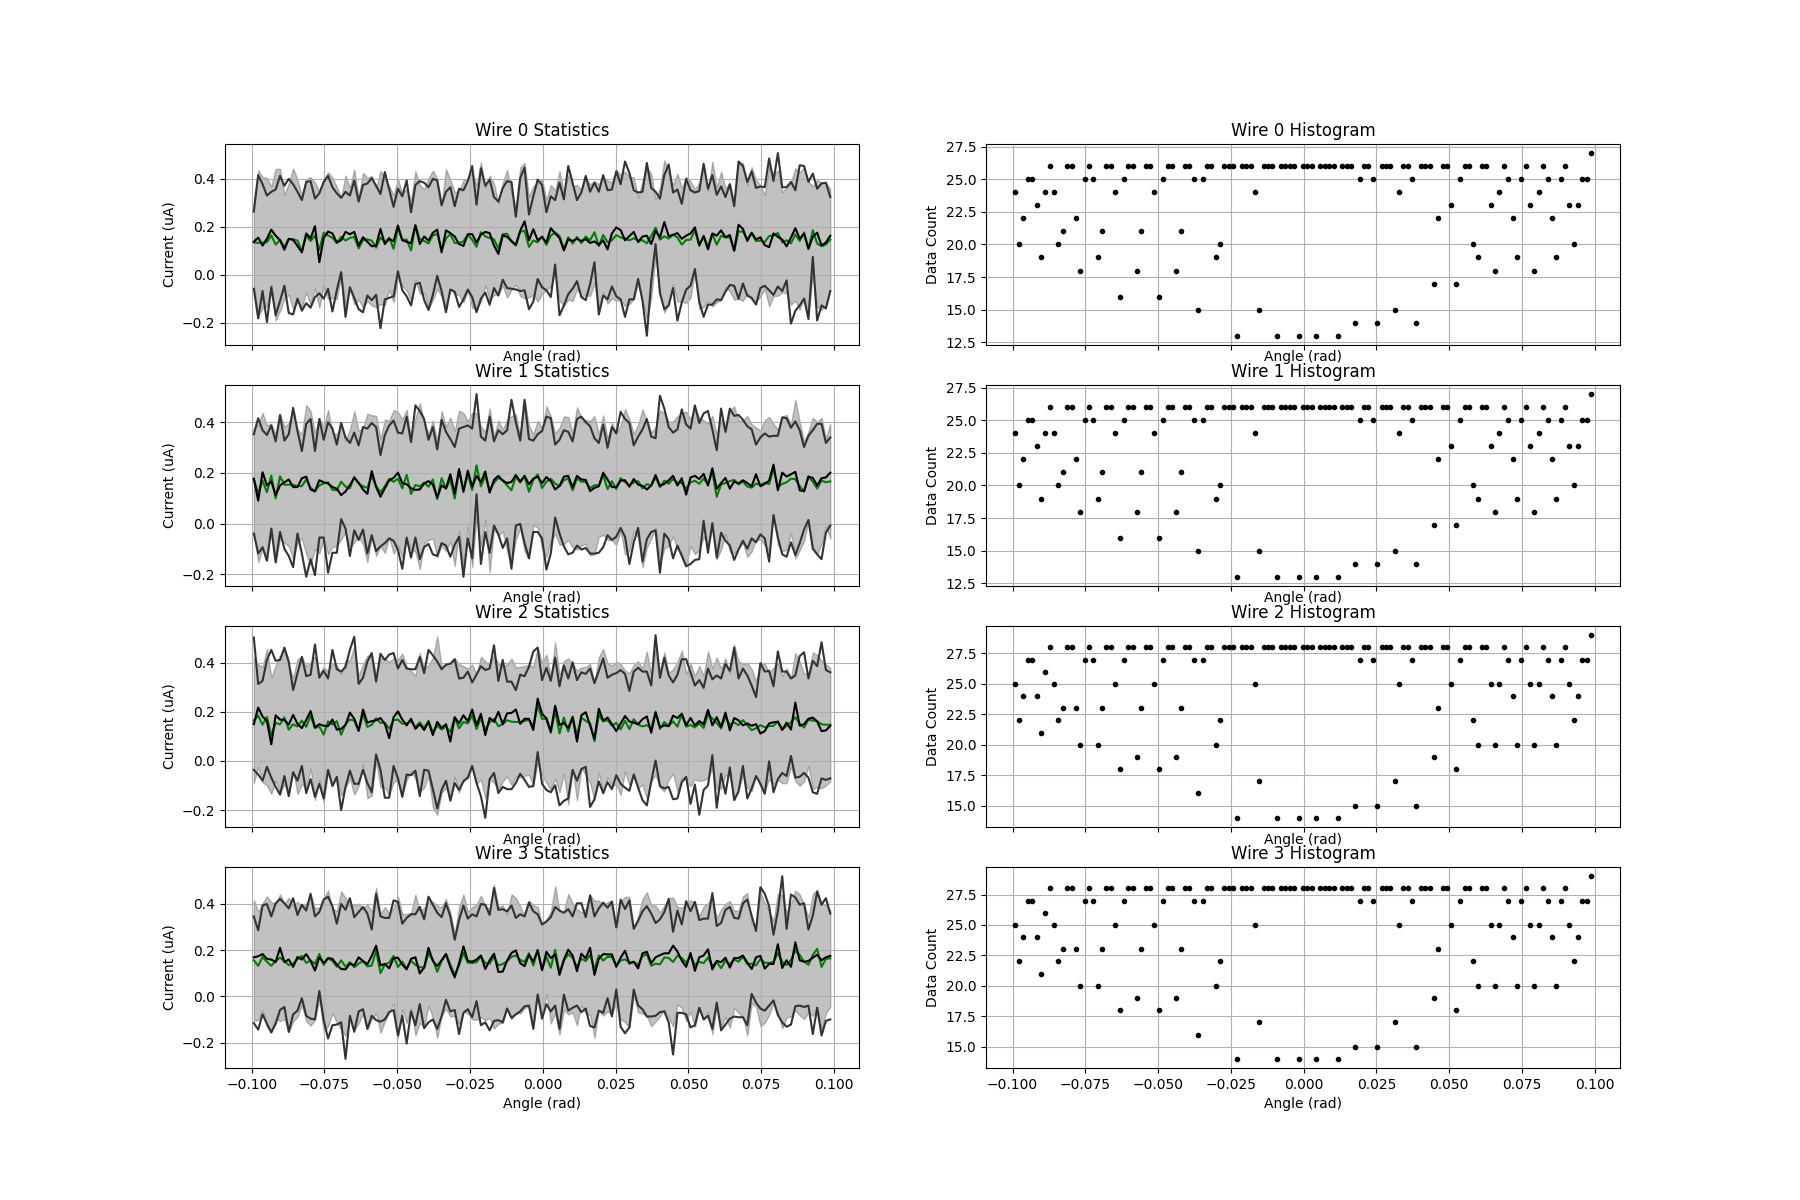 Wire 0 Statistics
0.4
0.2
0.0
−0.2
Current (uA)
Angle (rad)
Wire 0 Histogram
27.5
25.0
22.5
20.0
17.5
15.0
12.5
Data Count
Angle (rad)
Wire 1 Statistics
0.4
0.2
0.0
−0.2
Current (uA)
Angle (rad)
Wire 1 Histogram
27.5
25.0
22.5
20.0
17.5
15.0
12.5
Data Count
Angle (rad)
Wire 2 Statistics
0.4
0.2
0.0
−0.2
Current (uA)
Angle (rad)
Wire 2 Histogram
27.5
25.0
22.5
20.0
17.5
15.0
Data Count
Angle (rad)
Wire 3 Statistics
0.4
0.2
0.0
−0.2
Current (uA)
−0.100 −0.075 −0.050 −0.025 0.000 0.025 0.050 0.075 0.100
Angle (rad)
Wire 3 Histogram
27.5
25.0
22.5
20.0
17.5
15.0
Data Count
−0.100 −0.075 −0.050 −0.025 0.000 0.025 0.050 0.075 0.100
Angle (rad)